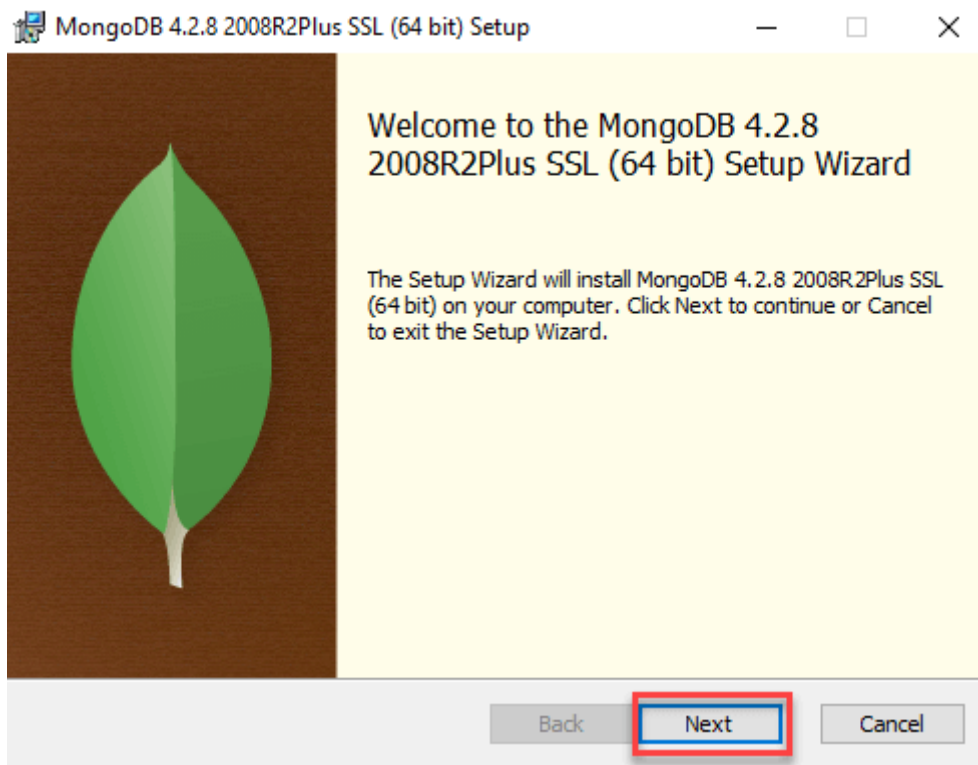 MongoDB 4.2.8 2008R2Plus SSL (64 bit) Setup
Welcome to the MongoDB 4.2.8
2008R2Plus SSL (64 bit) Setup Wizard
The Setup Wizard will install MongoDB 4.2.8 2008R2Plus SSL
(64 bit) on your computer. Click Next to continue or Cancel
to exit the Setup Wizard.
Back Next Cancel